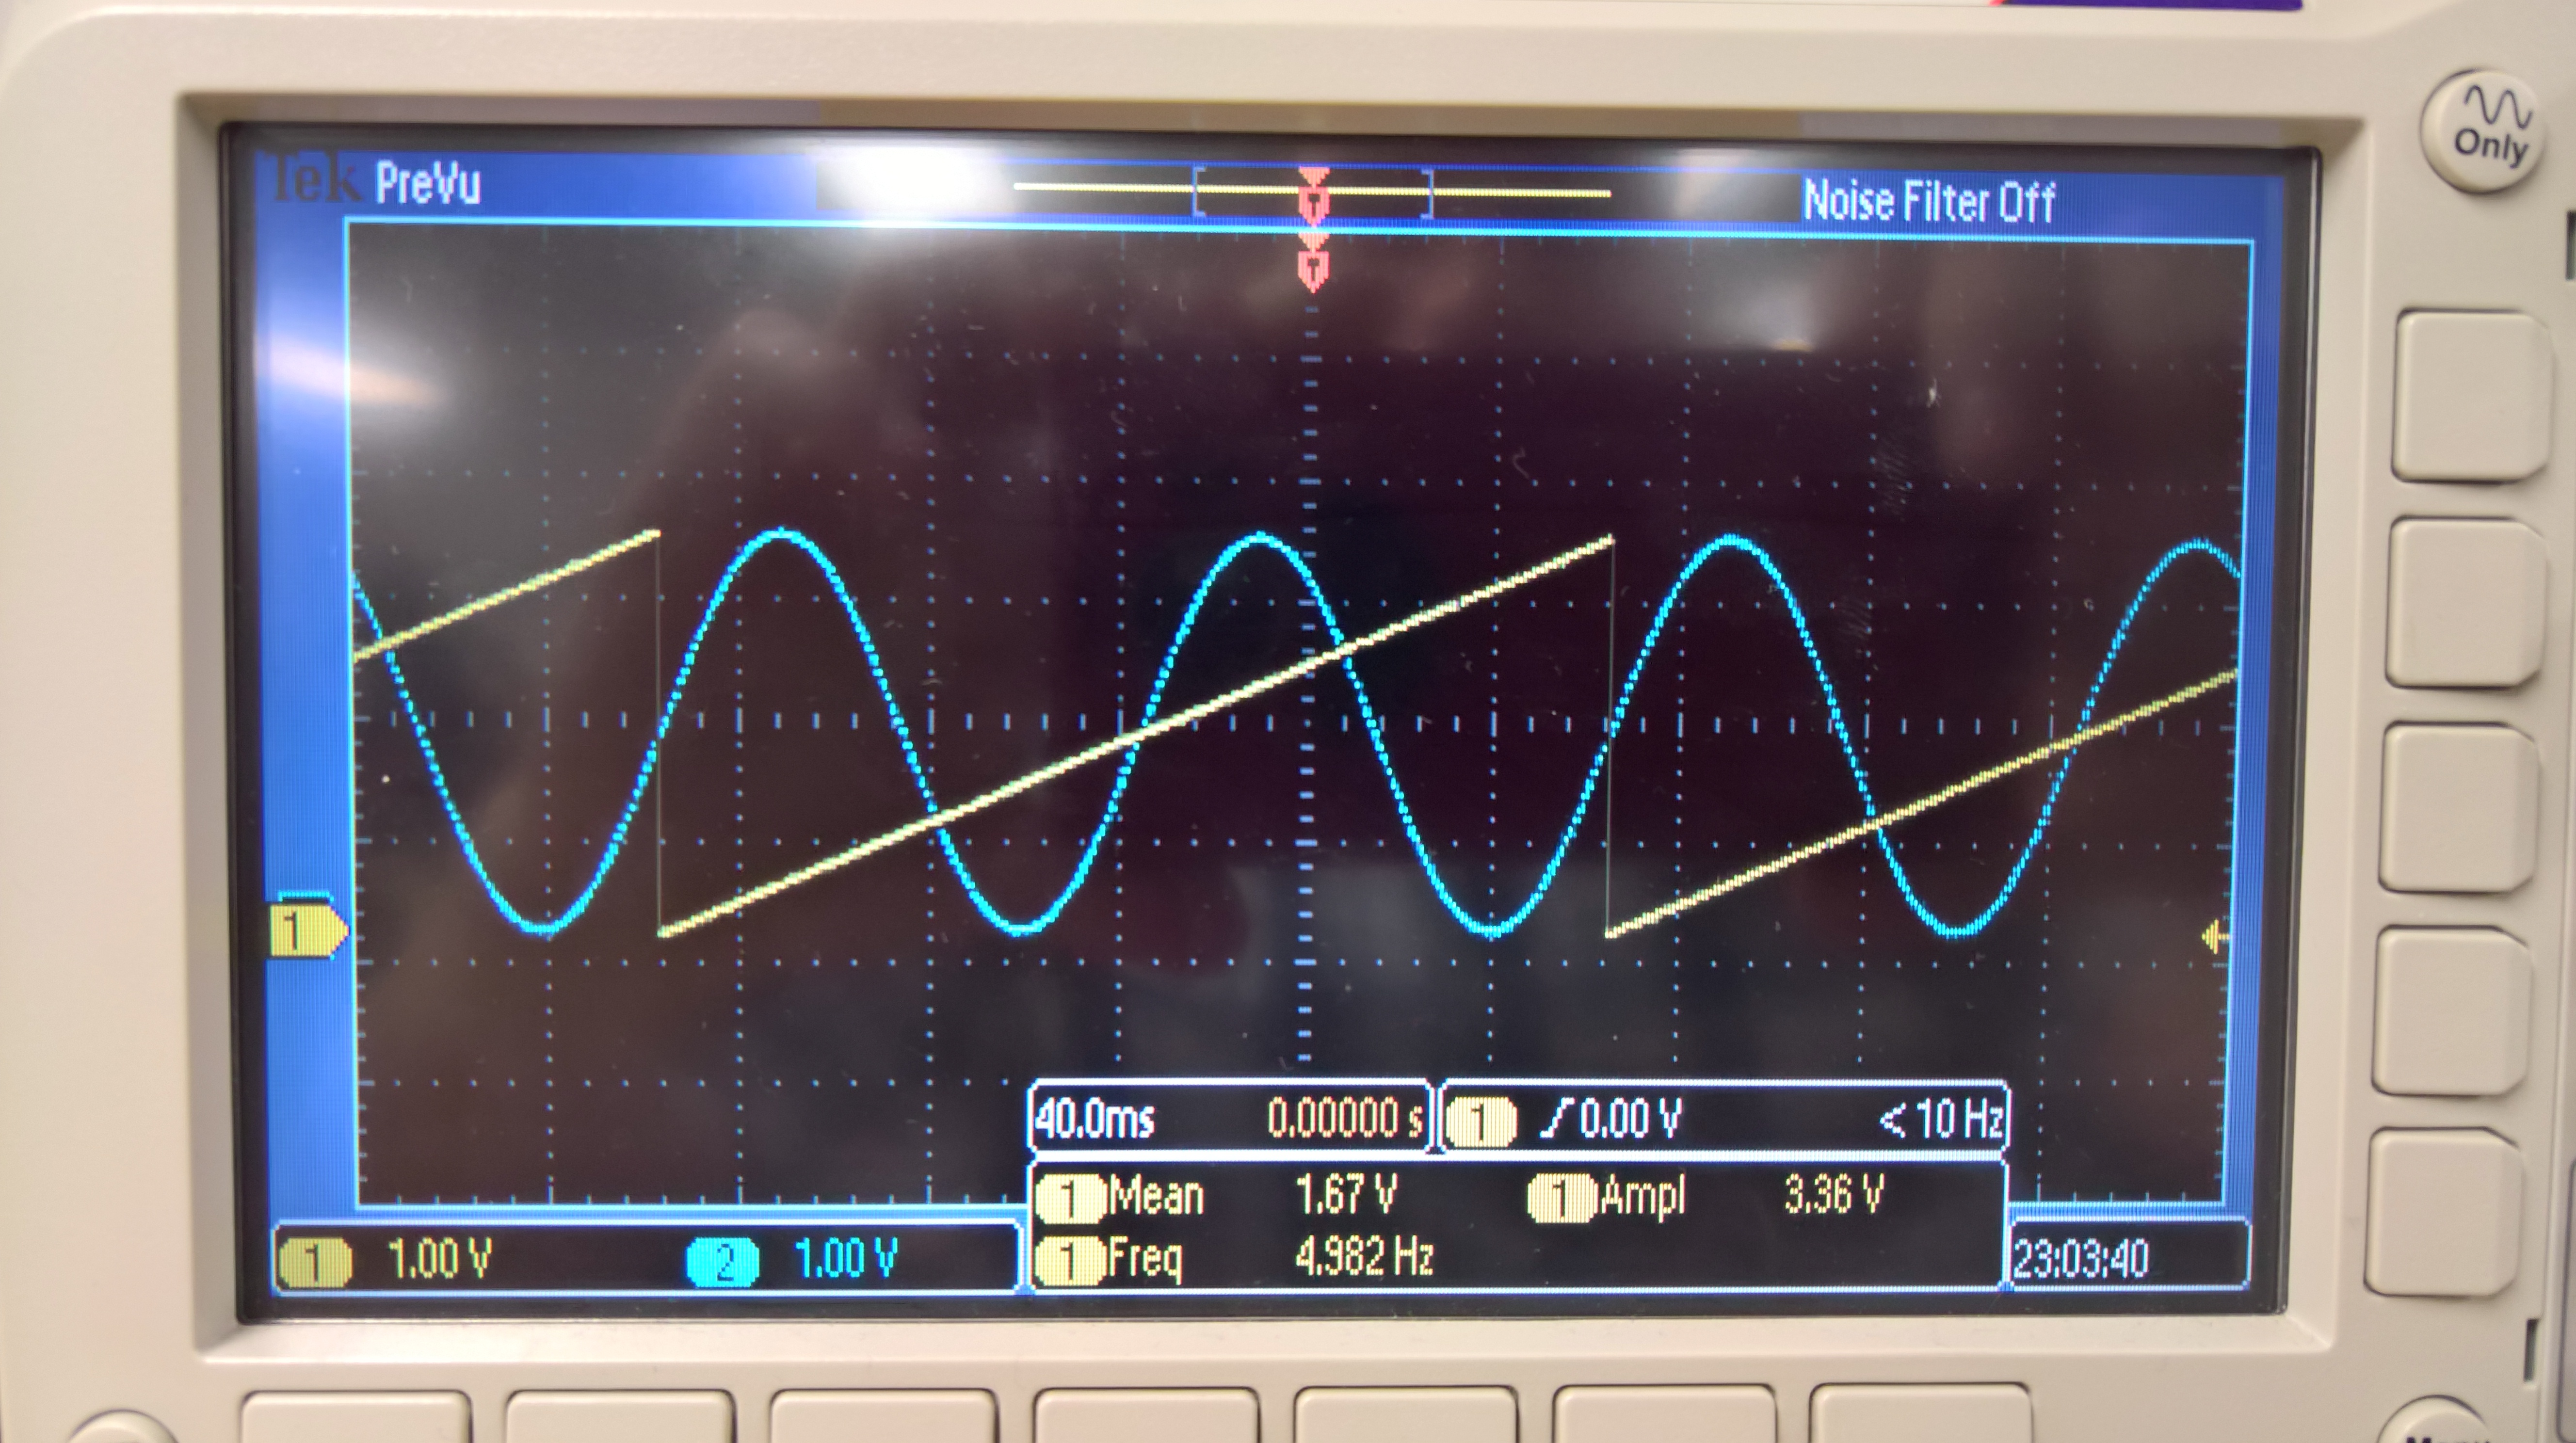 Tek PreVu
Noise Filter Off
Only
T
T
1
40.0ms 0.00000 s
1 0.00 V < 10 Hz
1 Mean 1.67 V 1 Ampl 3.36 V
1 Freq 4.982 Hz
1 1.00 V 2 1.00 V
23:03:40